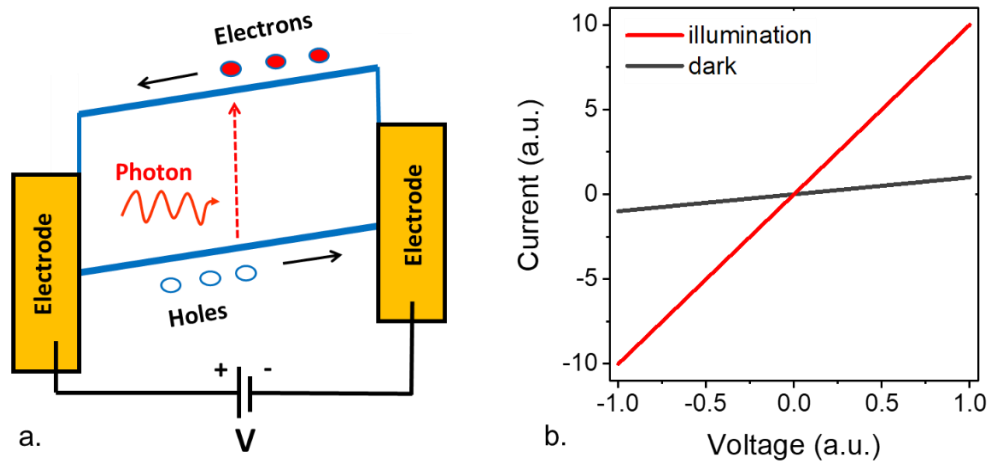 Electrons
Photon
Electrode
Electrode
Holes
+ -
V
a.
illumination
dark
Current (a.u.)
10
5
0
-5
-10
-1.0 -0.5 0.0 0.5 1.0
Voltage (a.u.)
b.